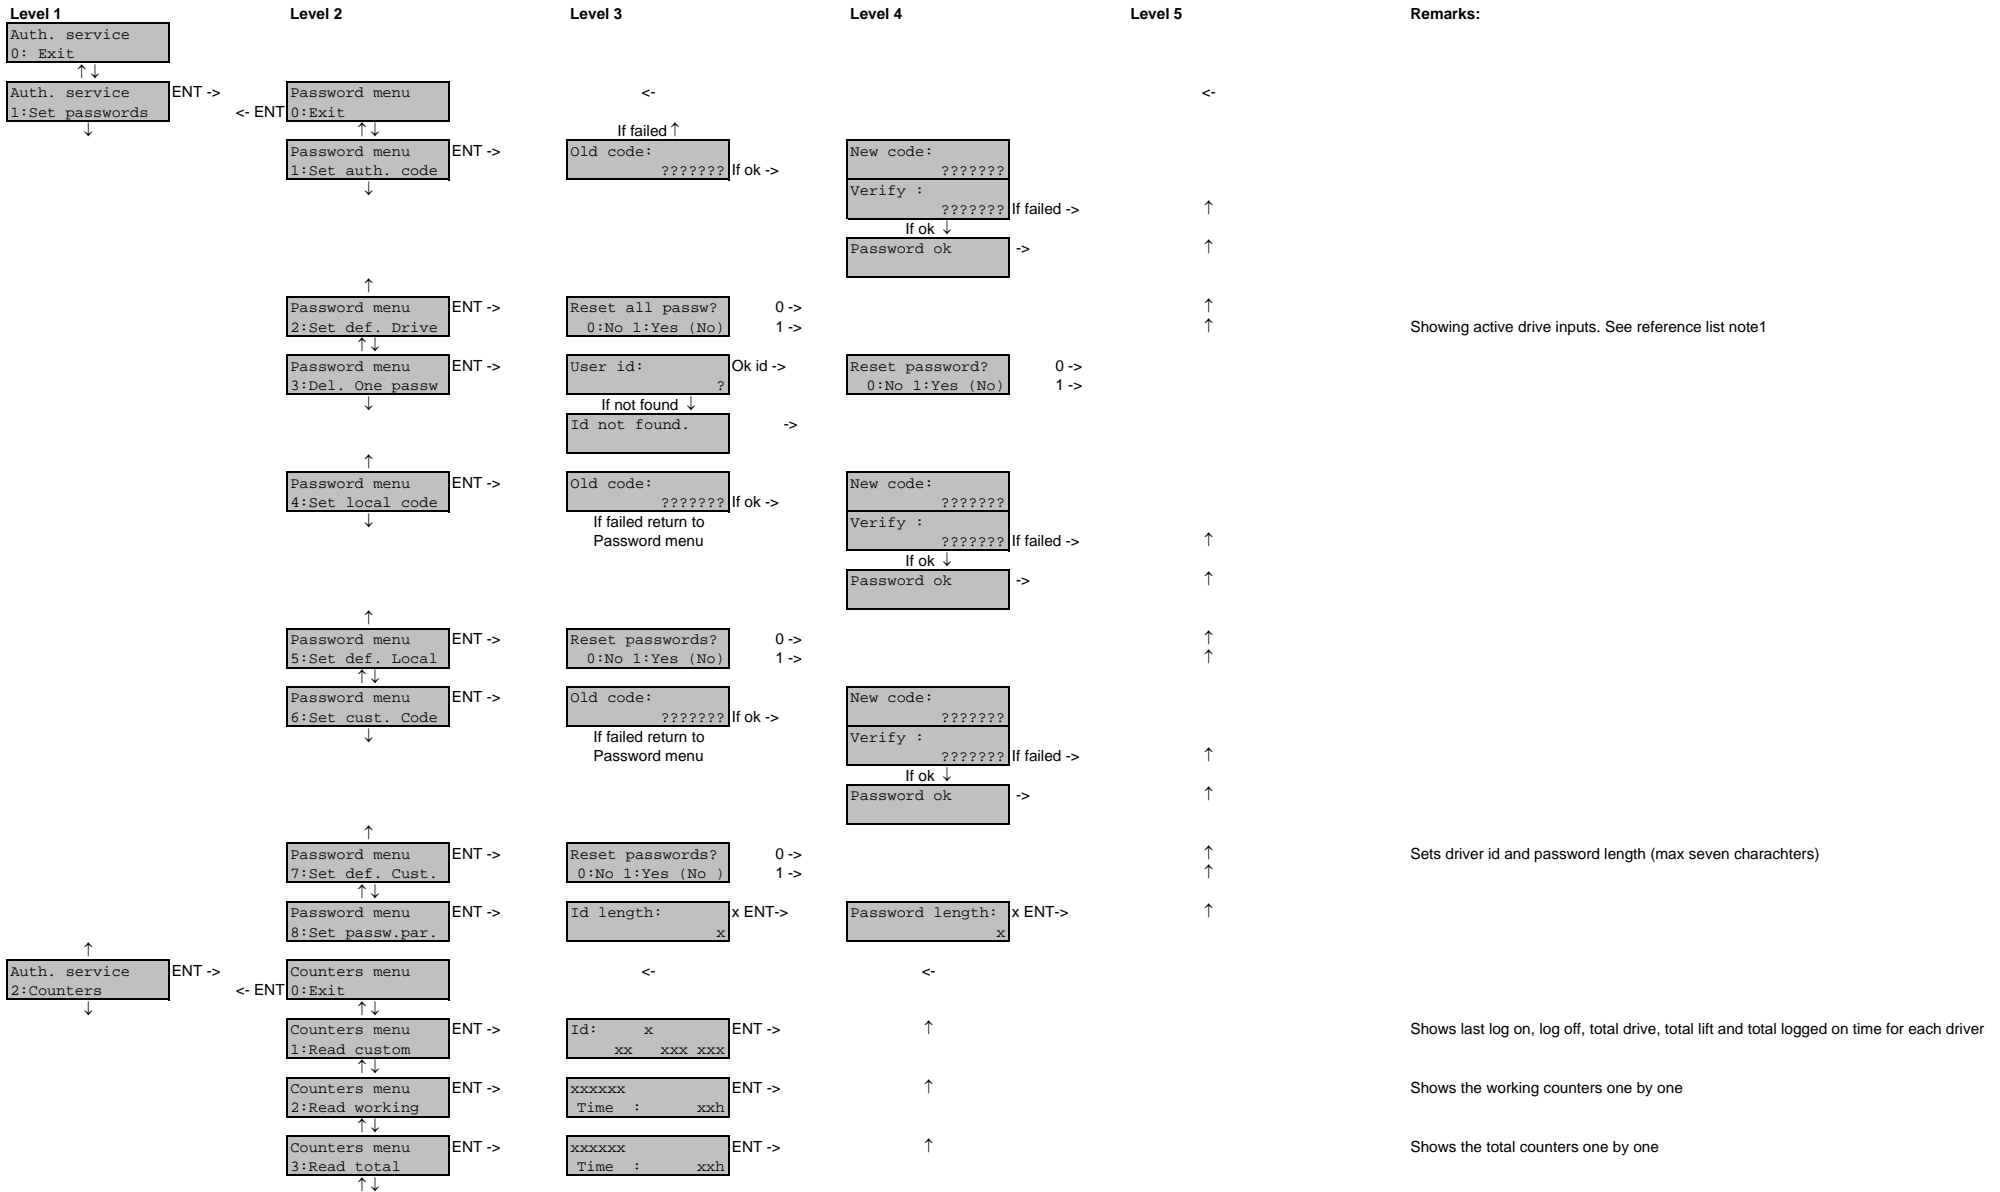 Level 1 Level 2 Level 3 Level 4 Level 5 Remarks:
Auth. service
0: Exit
↑↓
Auth. service ENT -> Password menu <- <-
1:Set passwords <- ENT 0:Exit
↓ ↑↓ If failed ↑
Password menu ENT -> Old code: New code:
1:Set auth. code ??????? If ok -> ???????
↓ Verify :
??????? If failed -> ↑
If ok ↓
Password ok -> ↑
↑
Password menu ENT -> Reset all passw? 0 -> ↑
2:Set def. Drive 0:No 1:Yes (No) 1 -> ↑ Showing active drive inputs. See reference list note1
↑↓
Password menu ENT -> User id: Ok id -> Reset password? 0 ->
3:Del. One passw ? 0:No 1:Yes (No) 1 ->
↓ If not found ↓
Id not found. ->
↑
Password menu ENT -> Old code: New code:
4:Set local code ??????? If ok -> ???????
↓ If failed return to Verify :
Password menu ??????? If failed -> ↑
If ok ↓
Password ok -> ↑
↑
Password menu ENT -> Reset passwords? 0 -> ↑
5:Set def. Local 0:No 1:Yes (No) 1 -> ↑
↑↓
Password menu ENT -> Old code: New code:
6:Set cust. Code ??????? If ok -> ???????
↓ If failed return to Verify :
Password menu ??????? If failed -> ↑
If ok ↓
Password ok -> ↑
↑
Password menu ENT -> Reset passwords? 0 -> ↑ Sets driver id and password length (max seven charachters)
7:Set def. Cust. 0:No 1:Yes (No ) 1 -> ↑
↑↓
Password menu ENT -> Id length: x ENT-> Password length: x ENT-> ↑
8:Set passw.par. x x
↑
Auth. service ENT -> Counters menu <- <-
2:Counters <- ENT 0:Exit
↓ ↑↓
Counters menu ENT -> Id: x ENT -> ↑ Shows last log on, log off, total drive, total lift and total logged on time for each driver
1:Read custom xx xxx xxx
↑↓
Counters menu ENT -> xxxxxx ENT -> ↑ Shows the working counters one by one
2:Read working Time : xxh
↑↓
Counters menu ENT -> xxxxxx ENT -> ↑ Shows the total counters one by one
3:Read total Time : xxh
↑↓